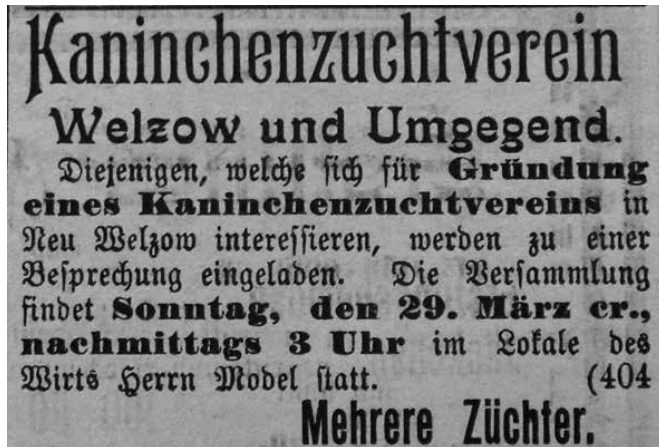 Kaninchenzuchtverein
Welzow und Umgegend.
Diejenigen, welche sich für Gründung
eines Kaninchenzuchtvereins in
Neu Welzow interessieren, werden zu einer
Besprechung eingeladen. Die Versammlung
findet Sonntag, den 29. März cr.,
nachmittags 3 Uhr im Lokale des
Wirts Herrn Model statt. (404
Mehrere Züchter.